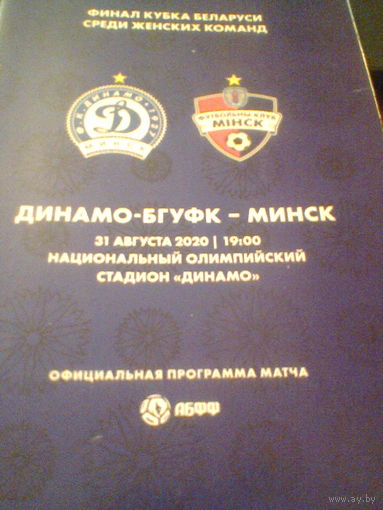 ФИНАЛ КУБКА БЕЛАРУСИ
СРЕДИ ЖЕНСКИХ КОМАНД
Ф.К. ДИНАМО 1927
Д
МИНСК
ФУТБОЛЬНЫ КЛУБ
МІНСК
ДИНАМО-БГУФК – МИНСК
31 АВГУСТА 2020 | 19:00
НАЦИОНАЛЬНЫЙ ОЛИМПИЙСКИЙ
СТАДИОН «ДИНАМО»
ОФИЦИАЛЬНАЯ ПРОГРАММА МАТЧА
АБФФ
www.ay.by